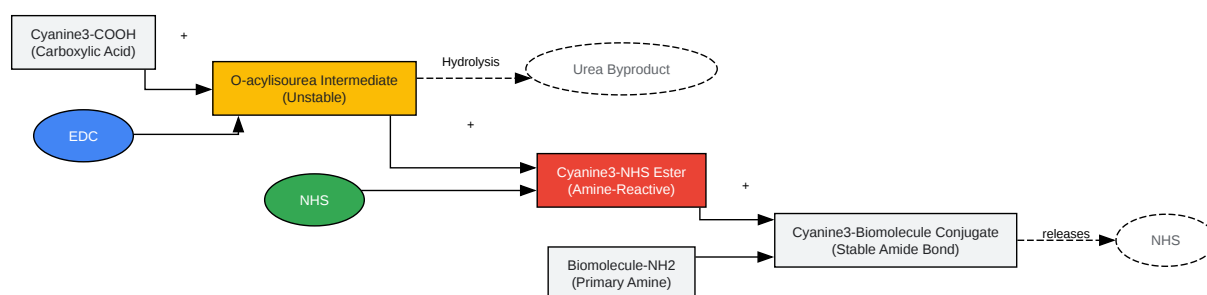 Cyanine3-COOH
(Carboxylic Acid)
+
O-acylisourea Intermediate
(Unstable)
Hydrolysis
Urea Byproduct
EDC
+
Cyanine3-NHS Ester
(Amine-Reactive)
NHS
+
Cyanine3-Biomolecule Conjugate
(Stable Amide Bond)
releases
NHS
Biomolecule-NH2
(Primary Amine)